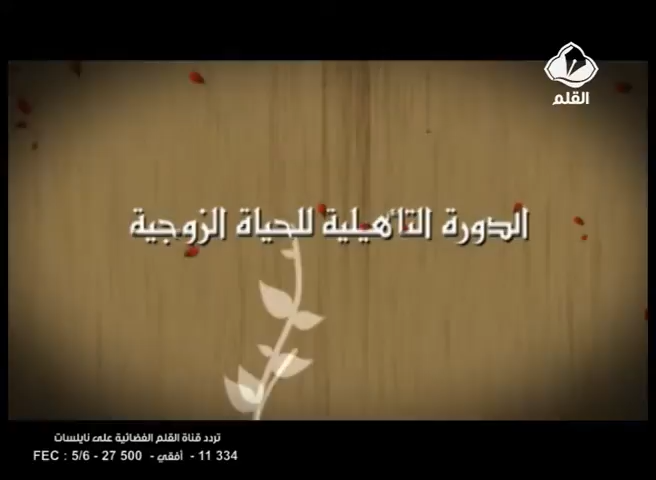 القلم
الدورة التأهيلية للحياة الزوجية
تردد قناة القلم الفضائية على نايلسات
11 334 - أفقي - 27 500 - FEC : 5/6